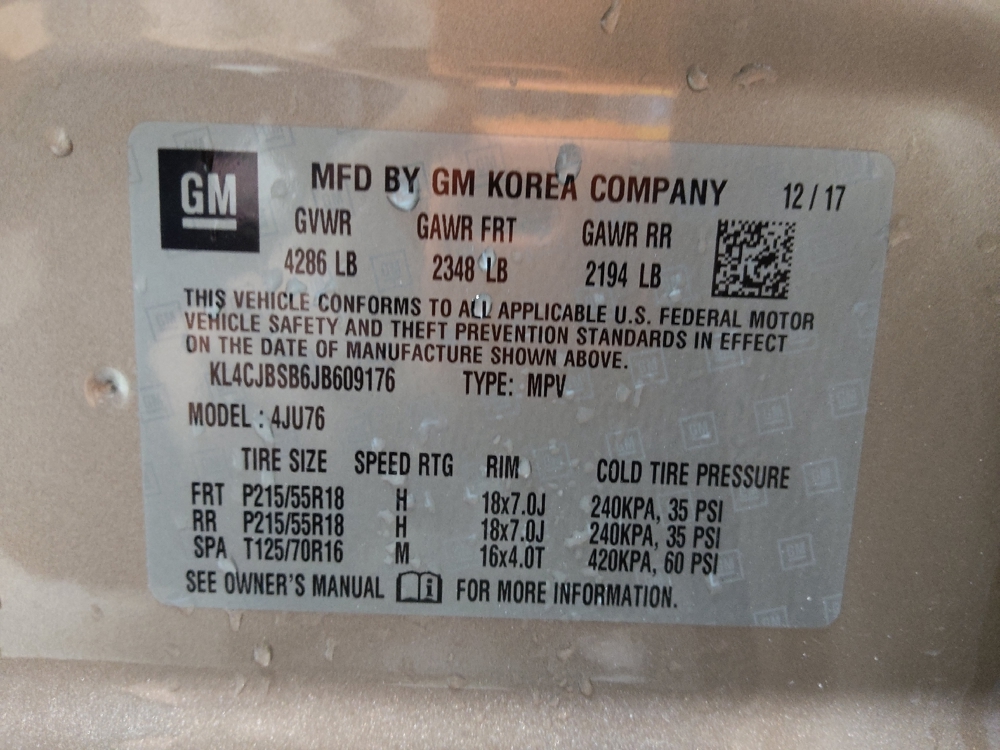 GM
MFD BY GM KOREA COMPANY 12 / 17
GVWR GAWR FRT GAWR RR
4286 LB 2348 LB 2194 LB
THIS VEHICLE CONFORMS TO ALL APPLICABLE U.S. FEDERAL MOTOR
VEHICLE SAFETY AND THEFT PREVENTION STANDARDS IN EFFECT
ON THE DATE OF MANUFACTURE SHOWN ABOVE.
KL4CJBSB6JB609176 TYPE: MPV
MODEL : 4JU76
TIRE SIZE SPEED RTG RIM COLD TIRE PRESSURE
FRT P215/55R18 H 18x7.0J 240KPA, 35 PSI
RR P215/55R18 H 18x7.0J 240KPA, 35 PSI
SPA T125/70R16 M 16x4.0T 420KPA, 60 PSI
SEE OWNER'S MANUAL FOR MORE INFORMATION.